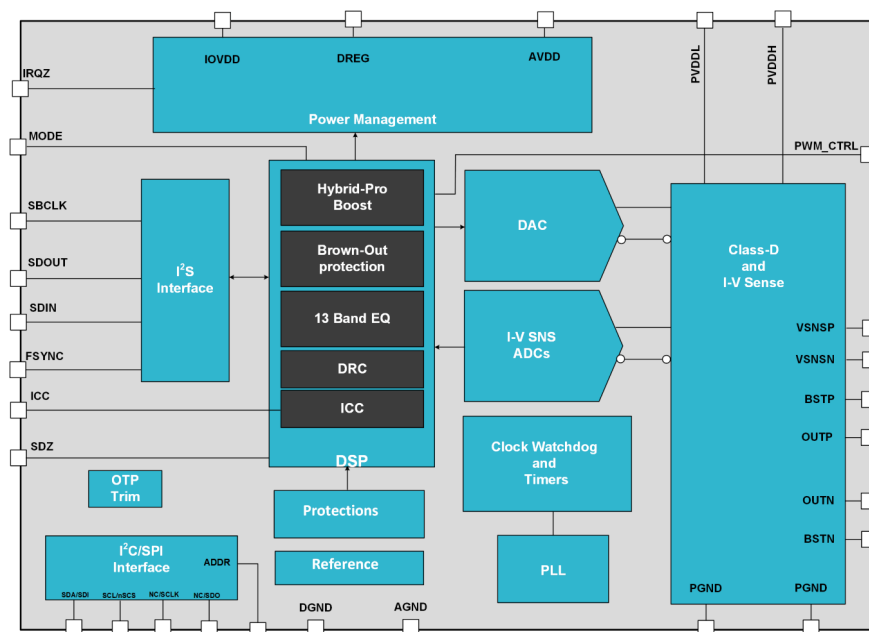 IOVDD
DREG
AVDD
Power Management
PVDDL
PVDDH
IRQZ
MODE
PWM_CTRL
SBCLK
SDOUT
SDIN
FSYNC
ICC
SDZ
I²S
Interface
Hybrid-Pro
Boost
Brown-Out
protection
13 Band EQ
DRC
ICC
DSP
DAC
I-V SNS
ADCs
Class-D
and
I-V Sense
VSNSP
VSNSN
BSTP
OUTP
OUTN
BSTN
PGND
PGND
Clock Watchdog
and
Timers
PLL
OTP
Trim
Protections
Reference
I²C/SPI
Interface
ADDR
SDA/SDI
SCL/nSCS
NC/SCLK
NC/SDO
DGND
AGND